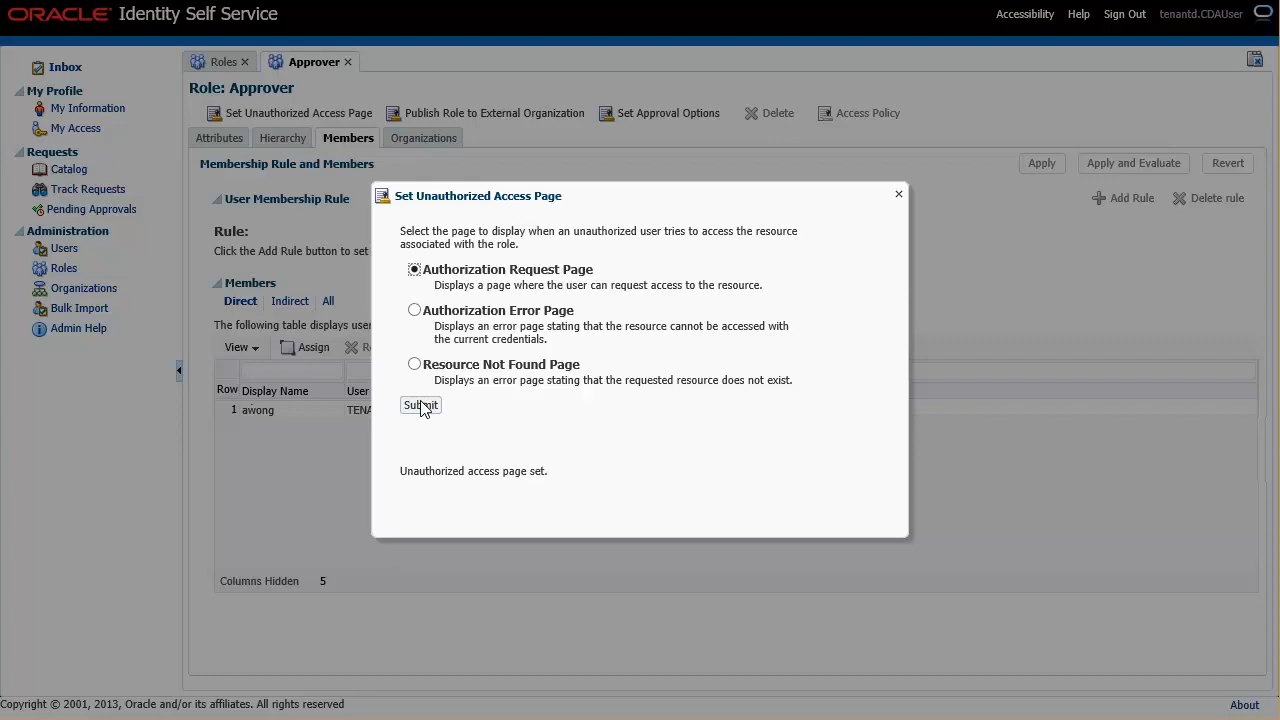 ORACLE Identity Self Service
Accessibility Help Sign Out tenantd.CDAUser
Inbox
My Profile
My Information
My Access
Requests
Catalog
Track Requests
Pending Approvals
Administration
Users
Roles
Organizations
Bulk Import
Admin Help
Roles Approver
Role: Approver
Set Unauthorized Access Page Publish Role to External Organization Set Approval Options Delete Access Policy
Attributes Hierarchy Members Organizations
Membership Rule and Members Apply Apply and Evaluate Revert
User Membership Rule Add Rule Delete rule
Rule:
Click the Add Rule button to set
Members
Direct Indirect All
The following table displays user
View Assign
Row Display Name User
1 awong TENA
Columns Hidden 5
Set Unauthorized Access Page
Select the page to display when an unauthorized user tries to access the resource
associated with the role.
Authorization Request Page
Displays a page where the user can request access to the resource.
Authorization Error Page
Displays an error page stating that the resource cannot be accessed with
the current credentials.
Resource Not Found Page
Displays an error page stating that the requested resource does not exist.
Submit
Unauthorized access page set.
Copyright © 2001, 2013, Oracle and/or its affiliates. All rights reserved
About